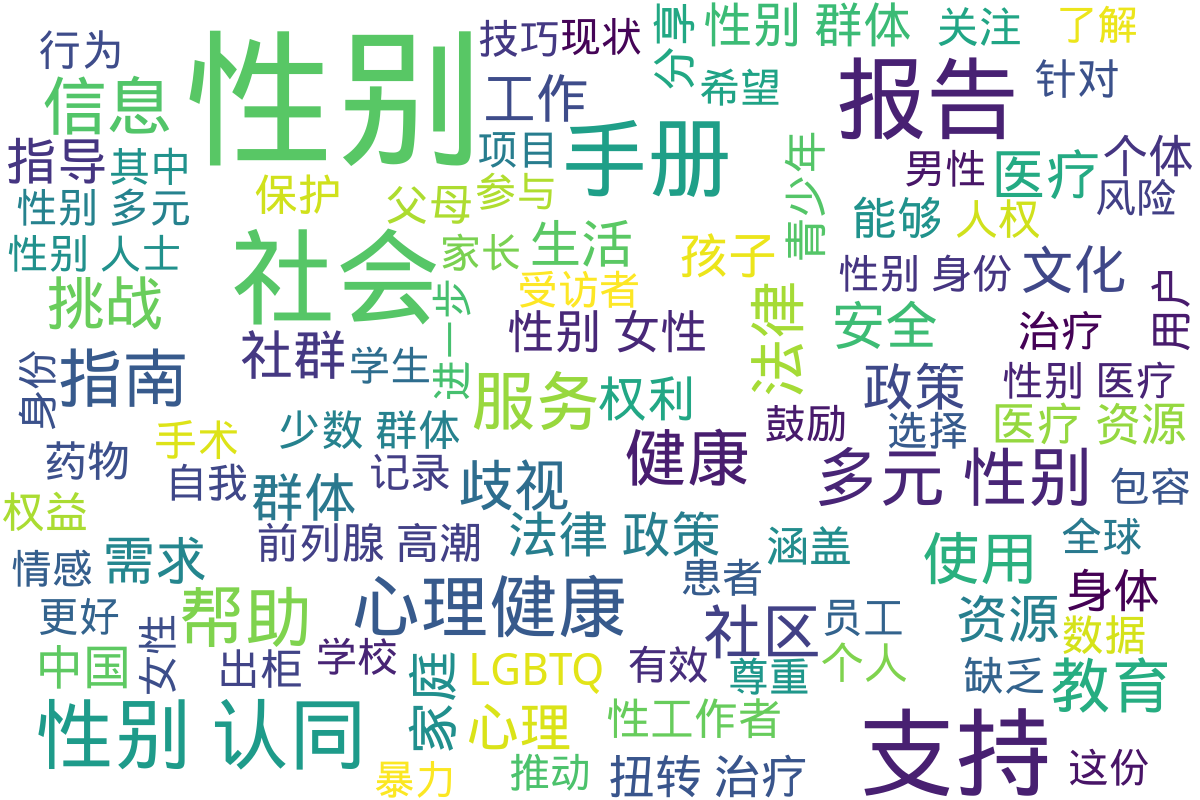 性别
社会
报告
手册
支持
性别 认同
多元 性别
心理健康
信息
行为
技巧
现状
分享
性别 群体
关注
了解
希望
针对
工作
项目
指导
其中
保护
父母
参与
青少年
男性
医疗
个体
风险
性别 多元
性别 人士
家长
生活
孩子
能够
人权
挑战
受访者
性别 身份
文化
用户
进一步
法律
安全
治疗
社群
学生
性别 女性
身份
指南
服务
权利
政策
性别 医疗
鼓励
选择
医疗 资源
少数 群体
手术
药物
自我
记录
歧视
健康
包容
权益
群体
前列腺 高潮
法律 政策
涵盖
全球
情感
需求
患者
使用
身体
更好
帮助
社区
员工
资源
数据
女性
学校
中国
出柜
家庭
LGBTQ
有效
尊重
个人
缺乏
教育
心理
性工作者
暴力
推动
扭转 治疗
这份